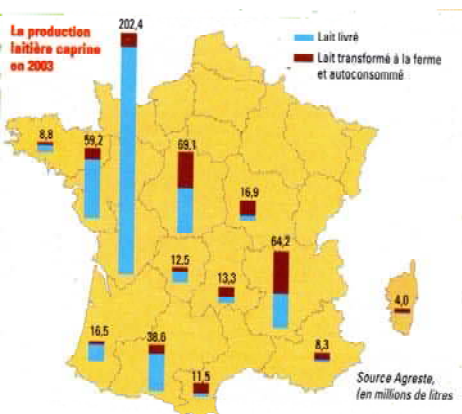 La production
laitière caprine
en 2003
202,4
Lait livré
Lait transformé à la ferme
et autoconsommé
8,8
59,2
69,1
16,9
64,2
12,5
13,3
4,0
16,5
38,6
11,5
8,3
Source Agreste,
(en millions de litres